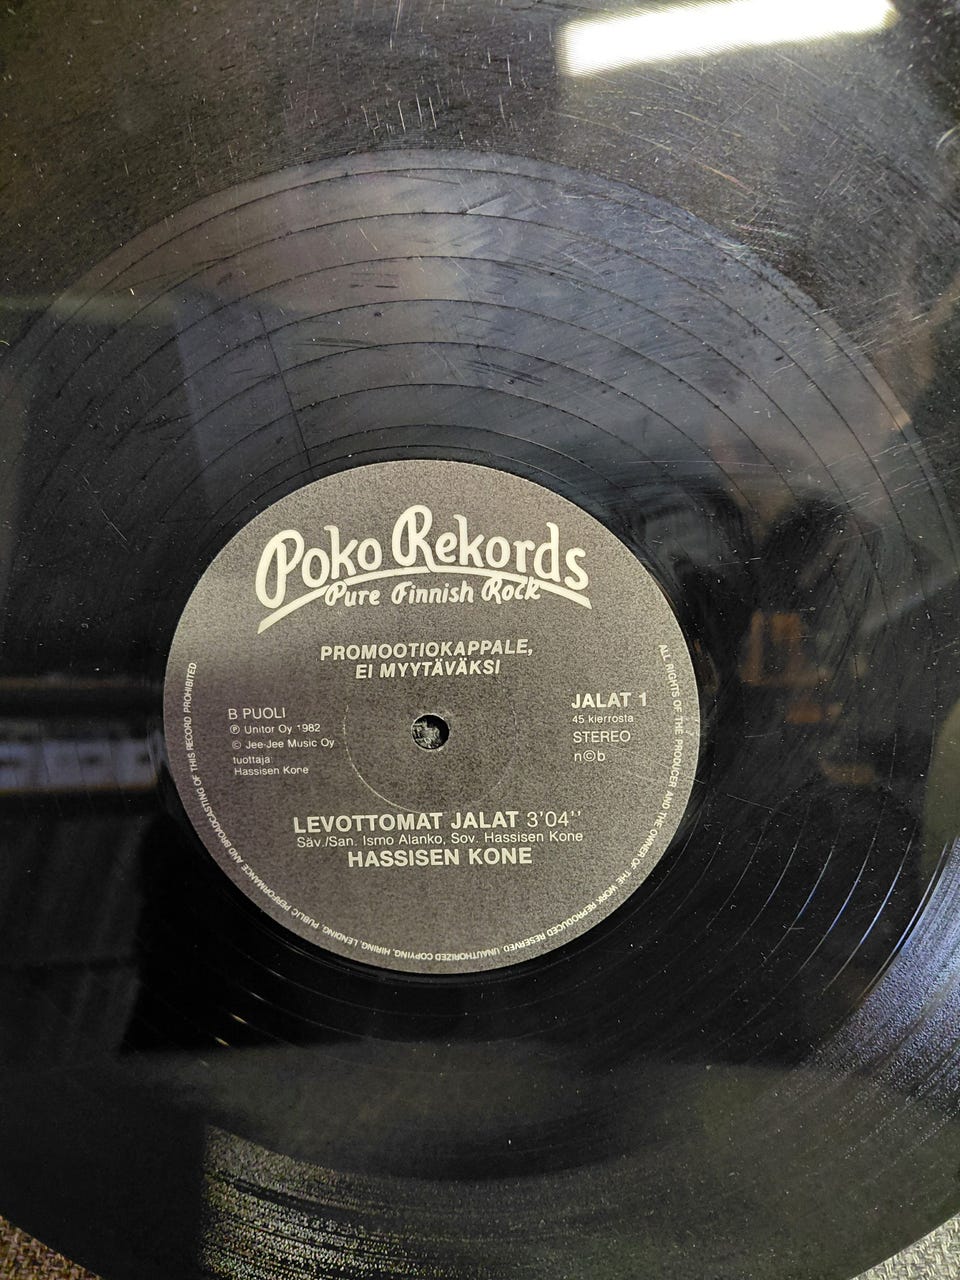 Poko Rekords
Pure Finnish Rock
PROMOOTIOKAPPALE,
EI MYYTÄVÄKSI
B PUOLI
Ⓟ Unitor Oy 1982
© Jee-Jee Music Oy
tuottaja
Hassisen Kone
JALAT 1
45 kierrosta
STEREO
n©b
LEVOTTOMAT JALAT 3'04''
Säv./San. Ismo Alanko, Sov. Hassisen Kone
HASSISEN KONE
ALL RIGHTS OF THE PRODUCER AND THE OWNER OF THE WORK REPRODUCED RESERVED. UNAUTHORIZED COPYING, HIRING, LENDING, PUBLIC PERFORMANCE AND BROADCASTING OF THIS RECORD PROHIBITED